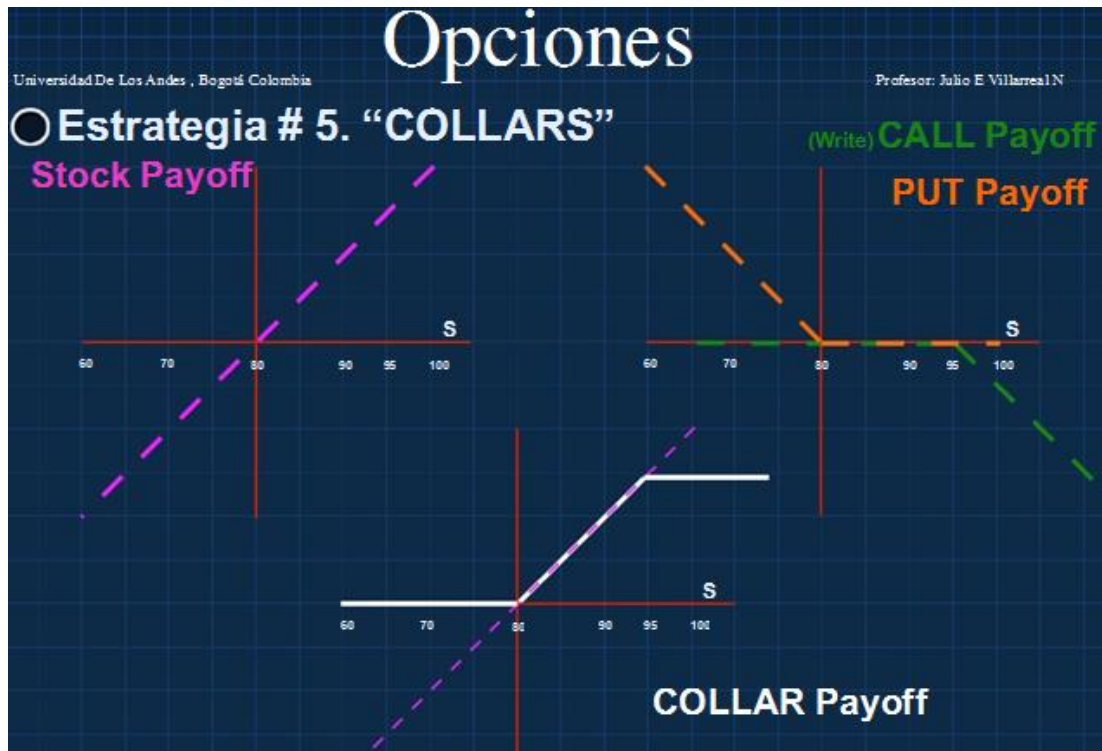 Opciones
Universidad De Los Andes , Bogotá Colombia
Profesor: Julio E Villarreal N
Estrategia # 5. “COLLARS”
(Write) CALL Payoff
Stock Payoff
PUT Payoff
S
60 70 80 90 95 100
S
60 70 80 90 95 100
S
60 70 80 90 95 100
COLLAR Payoff